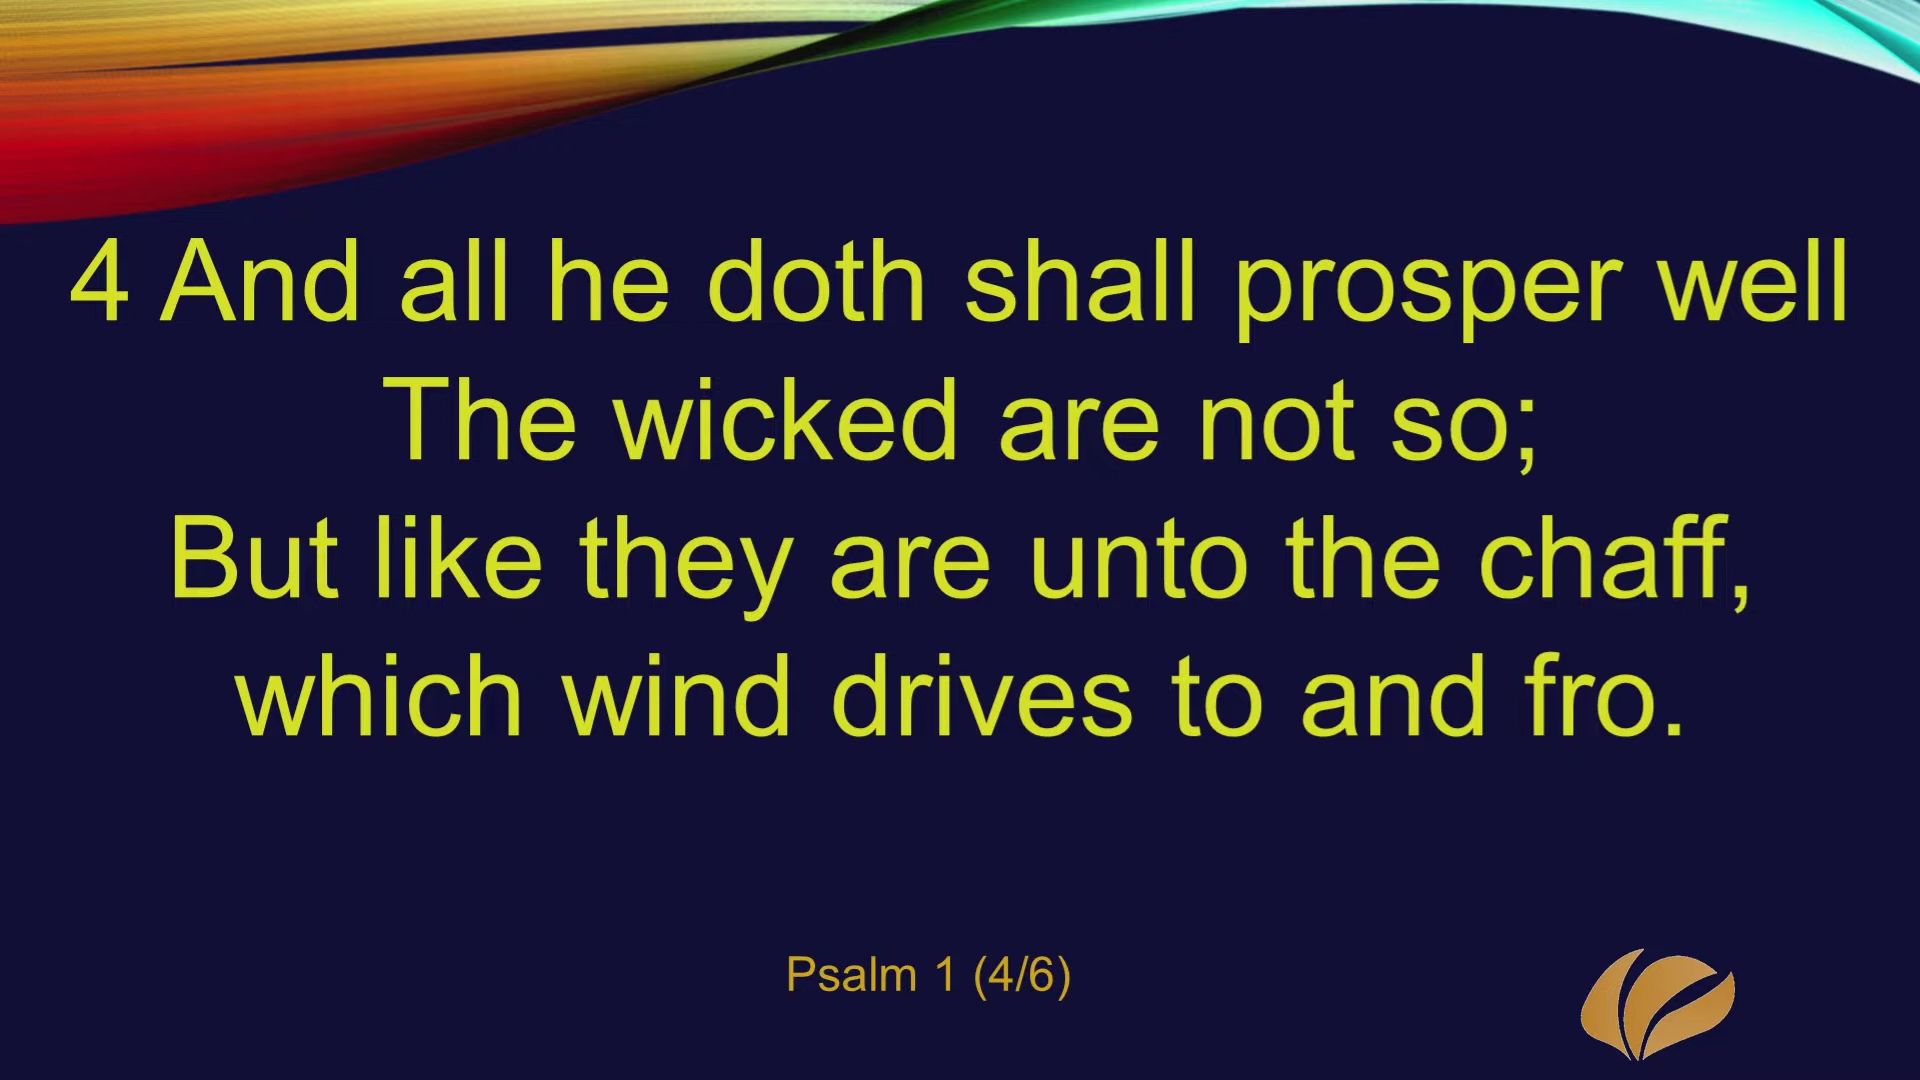 4 And all he doth shall prosper well
The wicked are not so;
But like they are unto the chaff,
which wind drives to and fro.
Psalm 1 (4/6)